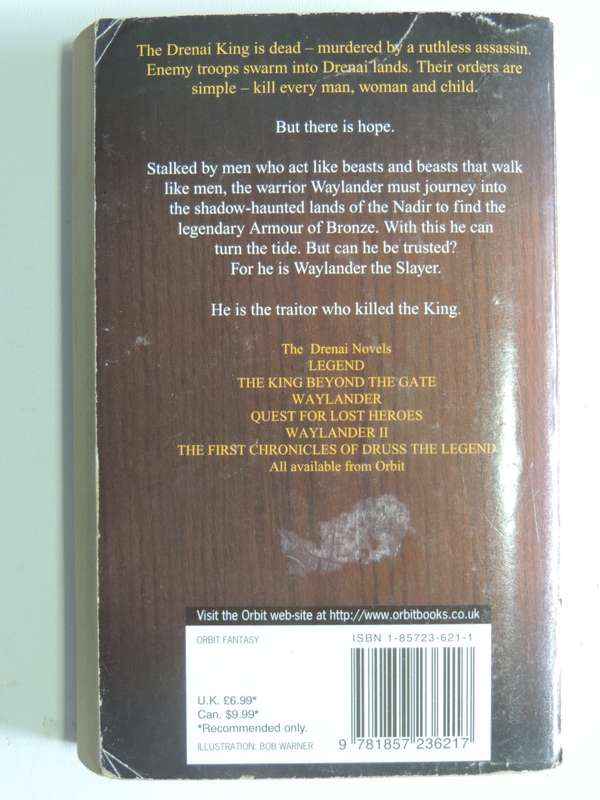 The Drenai King is dead – murdered by a ruthless assassin.
Enemy troops swarm into Drenai lands. Their orders are
simple – kill every man, woman and child.
But there is hope.
Stalked by men who act like beasts and beasts that walk
like men, the warrior Waylander must journey into
the shadow-haunted lands of the Nadir to find the
legendary Armour of Bronze. With this he can
turn the tide. But can he be trusted?
For he is Waylander the Slayer.
He is the traitor who killed the King.
The Drenai Novels
LEGEND
THE KING BEYOND THE GATE
WAYLANDER
QUEST FOR LOST HEROES
WAYLANDER II
THE FIRST CHRONICLES OF DRUSS THE LEGEND
All available from Orbit
Visit the Orbit web-site at http://www.orbitbooks.co.uk
ORBIT FANTASY
ISBN 1-85723-621-1
U.K. £6.99*
Can. $9.99*
*Recommended only.
ILLUSTRATION: BOB WARNER
9 781857 236217